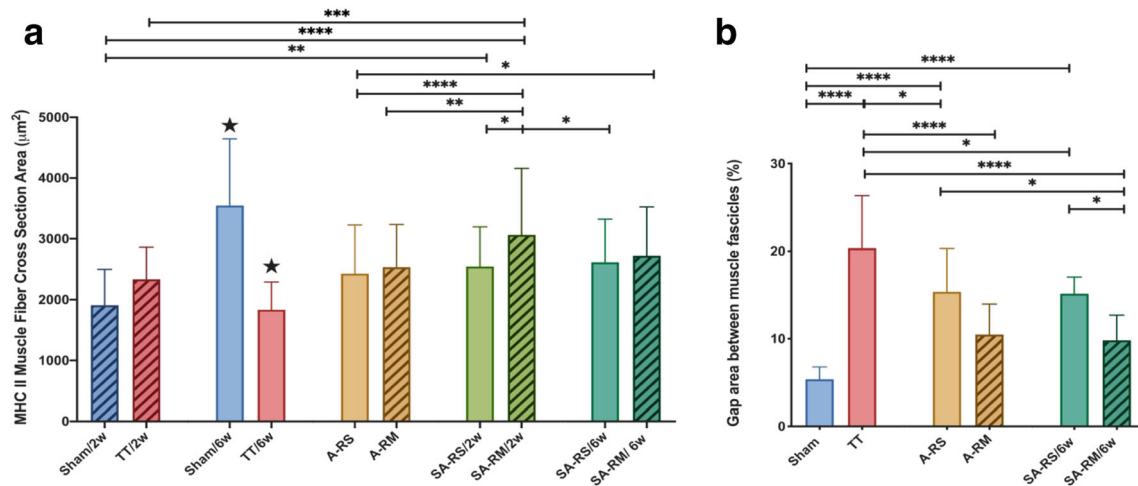 a
***
****
**
*
****
**
*
*
MHC II Muscle Fiber Cross Section Area (μm²)
5000
4000
3000
2000
1000
0
★
★
Sham/2w
TT/2w
Sham/6w
TT/6w
A-RS
A-RM
SA-RS/2w
SA-RM/2w
SA-RS/6w
SA-RM/ 6w
b
****
****
****
*
****
*
****
*
*
Gap area between muscle fascicles (%)
30
20
10
0
Sham
TT
A-RS
A-RM
SA-RS/6w
SA-RM/6w